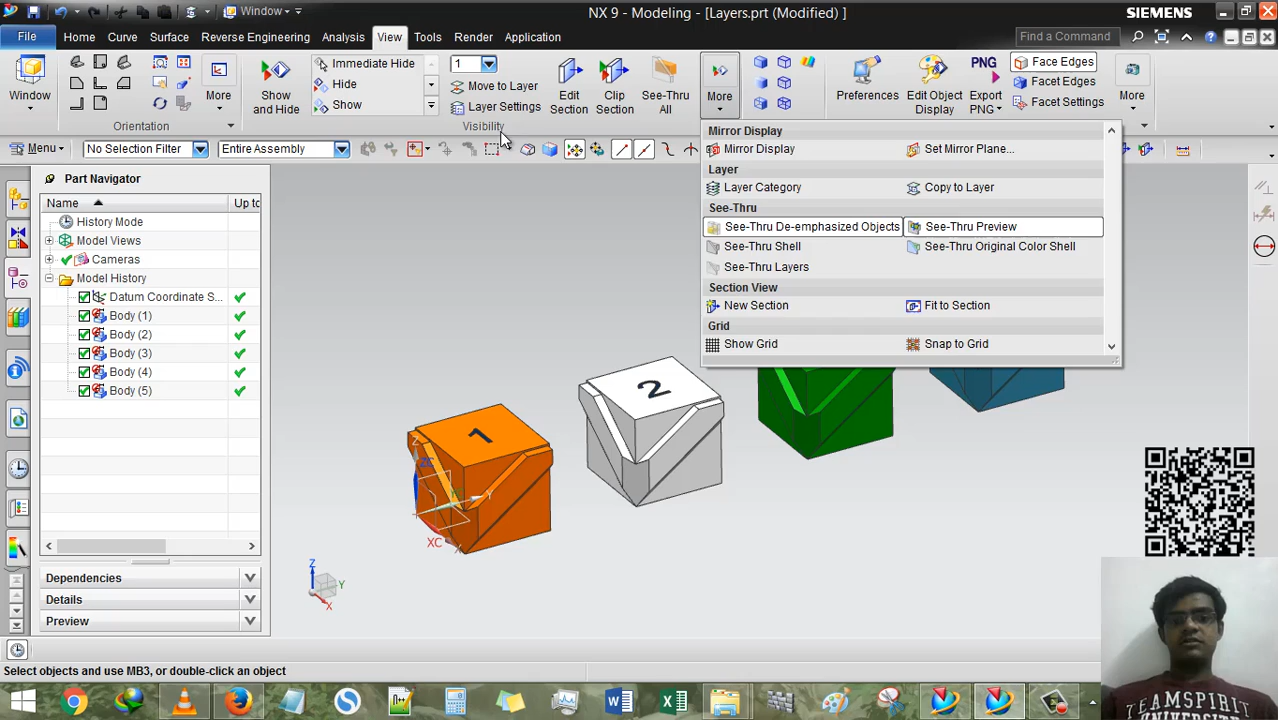 Window
NX 9 - Modeling - [Layers.prt (Modified) ]
SIEMENS
File Home Curve Surface Reverse Engineering Analysis View Tools Render Application
Find a Command
Window
More
Orientation
Show and Hide
Immediate Hide
Hide
Show
1
Move to Layer
Layer Settings
Visibility
Edit Section
Clip Section
See-Thru All
More
Preferences
Edit Object Display
PNG
Export PNG
Face Edges
Facet Edges
Facet Settings
More
Menu
No Selection Filter
Entire Assembly
Mirror Display
Mirror Display
Set Mirror Plane...
Layer
Layer Category
Copy to Layer
See-Thru
See-Thru De-emphasized Objects
See-Thru Preview
See-Thru Shell
See-Thru Original Color Shell
See-Thru Layers
Section View
New Section
Fit to Section
Grid
Show Grid
Snap to Grid
Part Navigator
Name
Up to
History Mode
Model Views
Cameras
Model History
Datum Coordinate S...
Body (1)
Body (2)
Body (3)
Body (4)
Body (5)
Dependencies
Details
Preview
1
2
Z
ZC
Y
XC
X
Z
Y
X
Select objects and use MB3, or double-click an object
TEAMSPIRIT